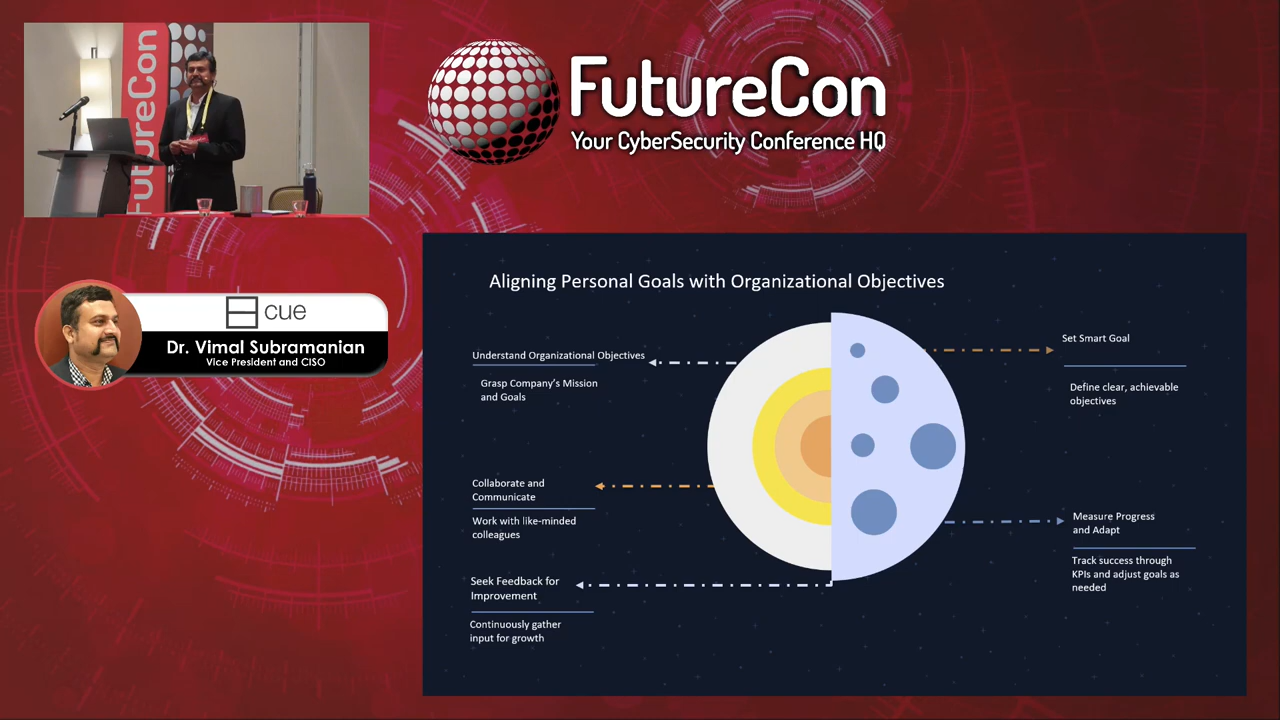 FutureCon
FutureCon
Your CyberSecurity Conference HQ
cue
Dr. Vimal Subramanian
Vice President and CISO
Aligning Personal Goals with Organizational Objectives
Understand Organizational Objectives
Grasp Company's Mission
and Goals
Collaborate and
Communicate
Work with like-minded
colleagues
Seek Feedback for
Improvement
Continuously gather
input for growth
Set Smart Goal
Define clear, achievable
objectives
Measure Progress
and Adapt
Track success through
KPIs and adjust goals as
needed